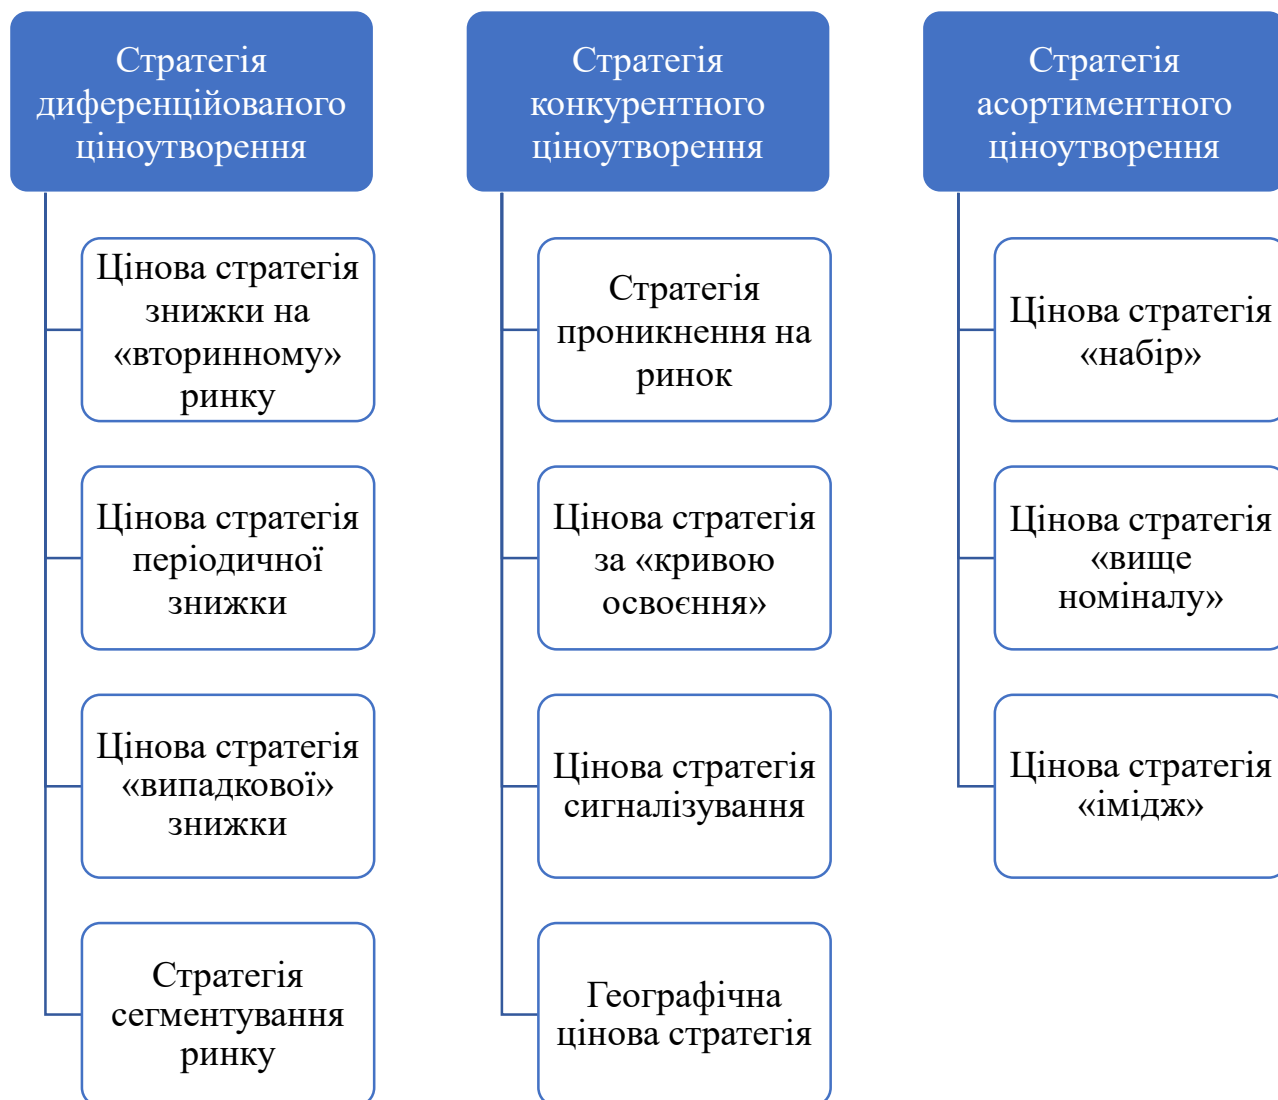 Стратегія
диференційованого
ціноутворення
Цінова стратегія
знижки на
«вторинному»
ринку
Цінова стратегія
періодичної
знижки
Цінова стратегія
«випадкової»
знижки
Стратегія
сегментування
ринку
Стратегія
конкурентного
ціноутворення
Стратегія
проникнення на
ринок
Цінова стратегія
за «кривою
освоєння»
Цінова стратегія
сигналізування
Географічна
цінова стратегія
Стратегія
асортиментного
ціноутворення
Цінова стратегія
«набір»
Цінова стратегія
«вище
номіналу»
Цінова стратегія
«імідж»